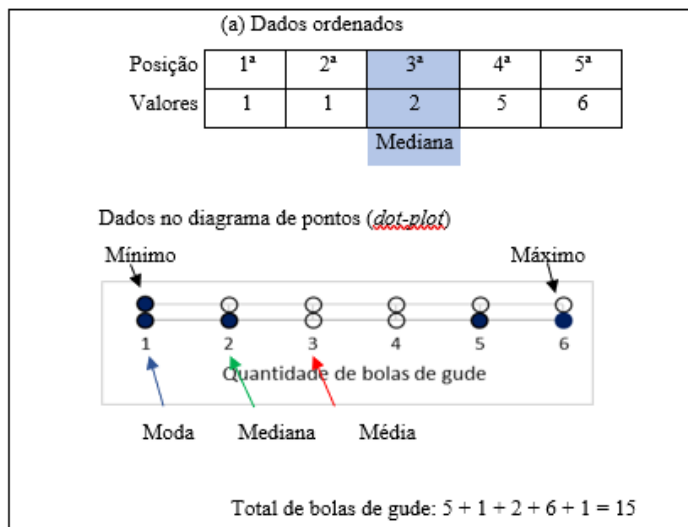 (a) Dados ordenados
Posição 1ª 2ª 3ª 4ª 5ª
Valores 1 1 2 5 6
Mediana
Dados no diagrama de pontos (dot-plot)
Mínimo Máximo
1 2 3 4 5 6
Quantidade de bolas de gude
Moda Mediana Média
Total de bolas de gude: 5 + 1 + 2 + 6 + 1 = 15